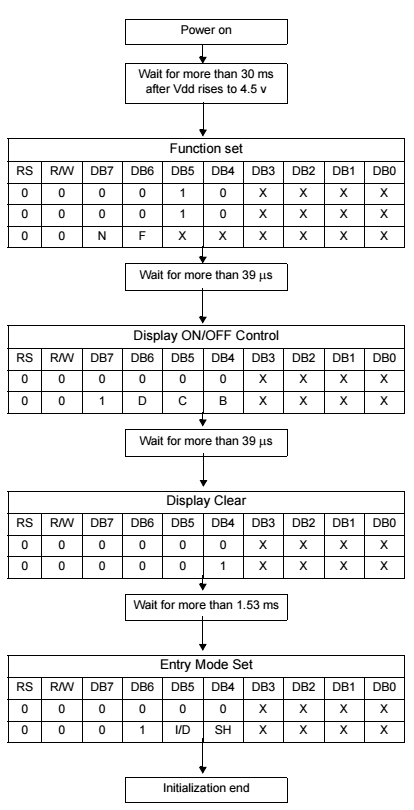 Power on
Wait for more than 30 ms
after Vdd rises to 4.5 v
Function set
RS R/W DB7 DB6 DB5 DB4 DB3 DB2 DB1 DB0
0 0 0 0 1 0 X X X X
0 0 0 0 1 0 X X X X
0 0 N F X X X X X X
Wait for more than 39 μs
Display ON/OFF Control
RS R/W DB7 DB6 DB5 DB4 DB3 DB2 DB1 DB0
0 0 0 0 0 0 X X X X
0 0 1 D C B X X X X
Wait for more than 39 μs
Display Clear
RS R/W DB7 DB6 DB5 DB4 DB3 DB2 DB1 DB0
0 0 0 0 0 0 X X X X
0 0 0 0 0 1 X X X X
Wait for more than 1.53 ms
Entry Mode Set
RS R/W DB7 DB6 DB5 DB4 DB3 DB2 DB1 DB0
0 0 0 0 0 0 X X X X
0 0 0 1 I/D SH X X X X
Initialization end